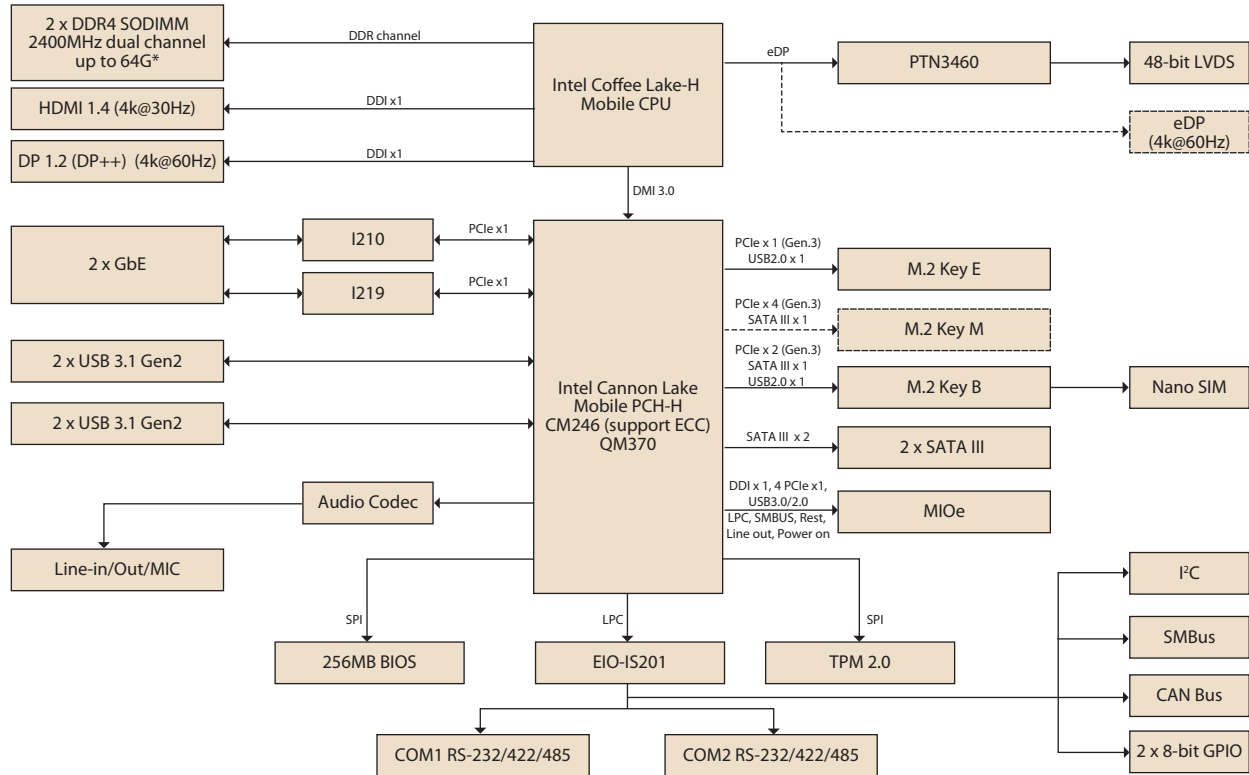 2 x DDR4 SODIMM
2400MHz dual channel
up to 64G*
DDR channel
Intel Coffee Lake-H
Mobile CPU
eDP
PTN3460
48-bit LVDS
HDMI 1.4 (4k@30Hz)
DDI x1
eDP
(4k@60Hz)
DP 1.2 (DP++) (4k@60Hz)
DDI x1
DMI 3.0
2 x GbE
I210
PCIe x1
I219
PCIe x1
Intel Cannon Lake
Mobile PCH-H
CM246 (support ECC)
QM370
PCIe x 1 (Gen.3)
USB2.0 x 1
M.2 Key E
PCIe x 4 (Gen.3)
SATA III x 1
M.2 Key M
2 x USB 3.1 Gen2
PCIe x 2 (Gen.3)
SATA III x 1
USB2.0 x 1
M.2 Key B
Nano SIM
2 x USB 3.1 Gen2
SATA III x 2
2 x SATA III
Audio Codec
DDI x 1, 4 PCIe x1,
USB3.0/2.0
LPC, SMBUS, Rest,
Line out, Power on
MIOe
Line-in/Out/MIC
SPI
LPC
SPI
256MB BIOS
EIO-IS201
TPM 2.0
I²C
SMBus
CAN Bus
2 x 8-bit GPIO
COM1 RS-232/422/485
COM2 RS-232/422/485